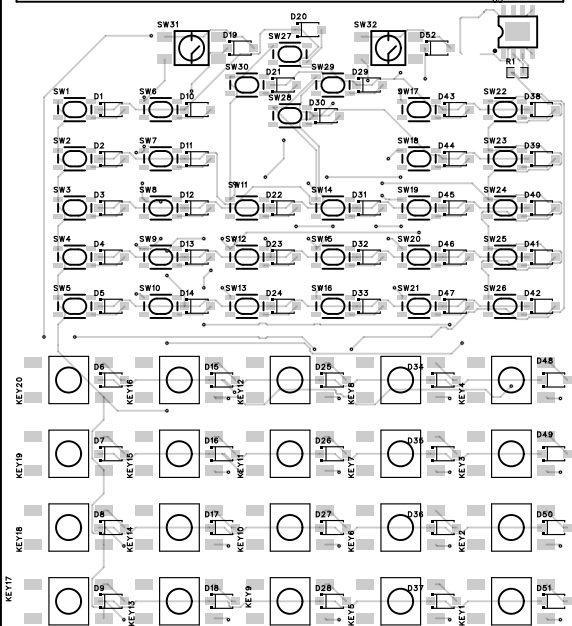 SW31 D19 D20 SW32 D52
SW27
R1
SW30 D21 SW29 D29
SW1 D1 SW6 D10 SW28 D30 SW17 D43 SW22 D38
SW2 D2 SW7 D11 SW18 D44 SW23 D39
SW3 D3 SW8 D12 SW11 D22 SW14 D31 SW19 D45 SW24 D40
SW4 D4 SW9 D13 SW12 D23 SW15 D32 SW20 D46 SW25 D41
SW5 D5 SW10 D14 SW13 D24 SW16 D33 SW21 D47 SW26 D42
KEY20 D6 KEY16 D15 KEY12 D25 KEY8 D34 KEY4 D48
KEY19 D7 KEY15 D16 KEY11 D26 KEY7 D35 KEY3 D49
KEY18 D8 KEY14 D17 KEY10 D27 KEY6 D36 KEY2 D50
KEY17 D9 KEY13 D18 KEY9 D28 KEY5 D37 KEY1 D51